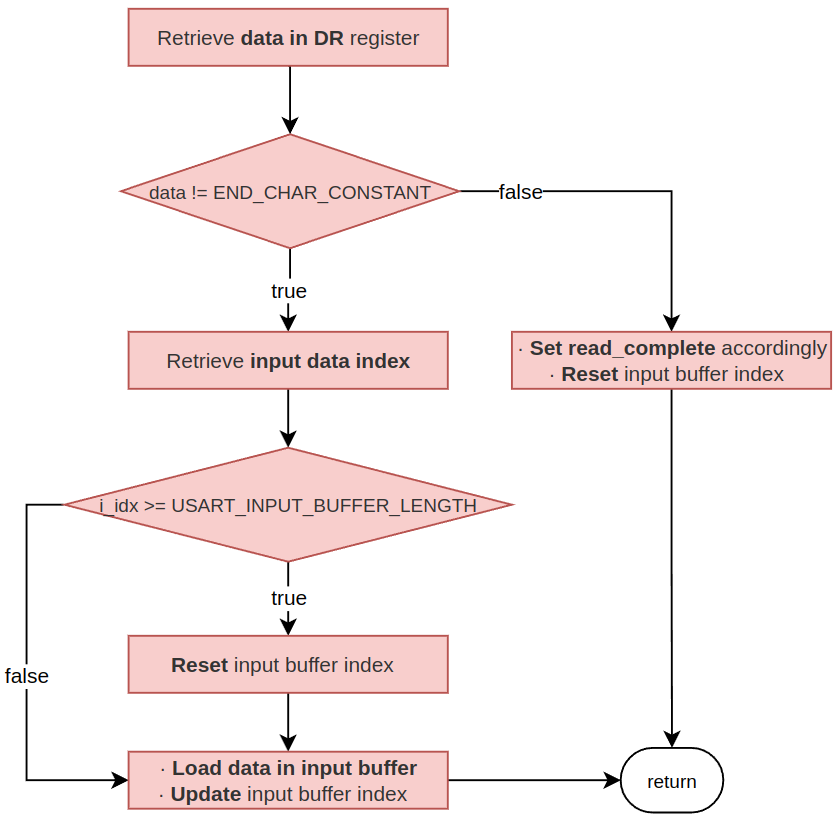 Retrieve data in DR register
data != END_CHAR_CONSTANT
false
true
Retrieve input data index
· Set read_complete accordingly
· Reset input buffer index
i_idx >= USART_INPUT_BUFFER_LENGTH
true
Reset input buffer index
false
· Load data in input buffer
· Update input buffer index
return